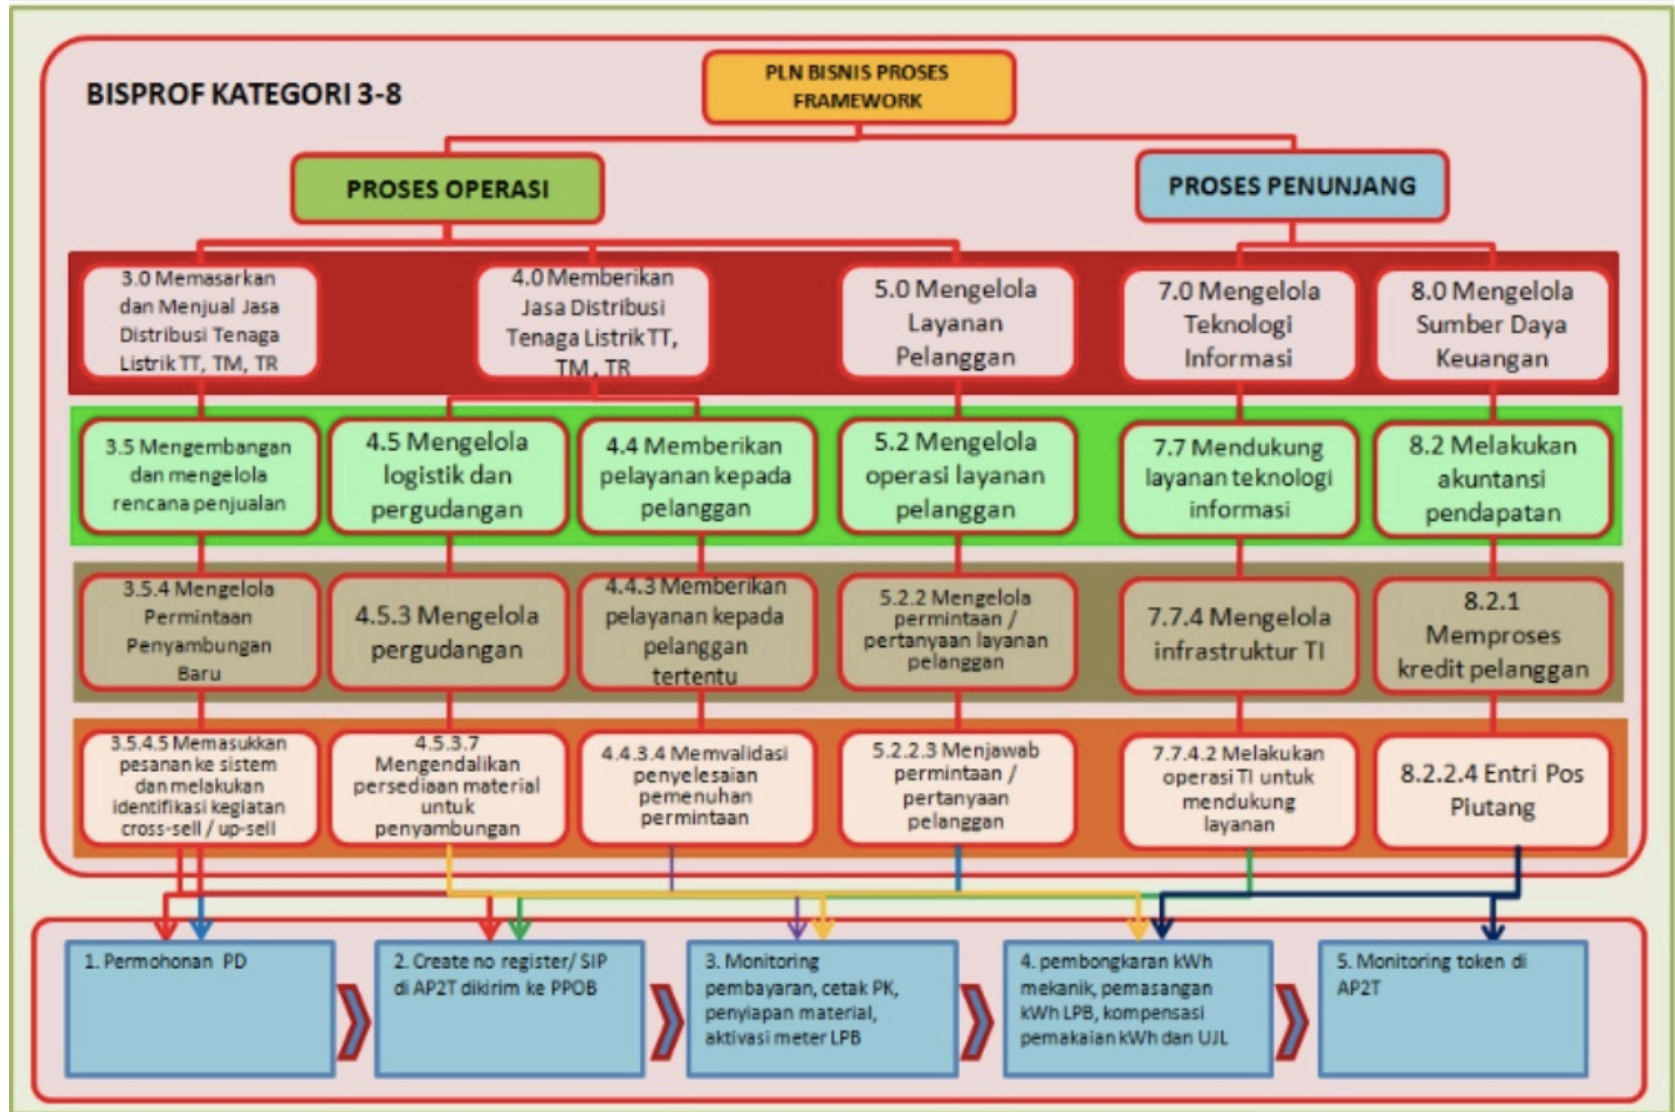 BISPROF KATEGORI 3-8
PLN BISNIS PROSES
FRAMEWORK
PROSES OPERASI
PROSES PENUNJANG
3.0 Memasarkan
dan Menjual Jasa
Distribusi Tenaga
Listrik TT, TM, TR
4.0 Memberikan
Jasa Distribusi
Tenaga Listrik TT,
TM , TR
5.0 Mengelola
Layanan
Pelanggan
7.0 Mengelola
Teknologi
Informasi
8.0 Mengelola
Sumber Daya
Keuangan
3.5 Mengembangan
dan mengelola
rencana penjualan
4.5 Mengelola
logistik dan
pergudangan
4.4 Memberikan
pelayanan kepada
pelanggan
5.2 Mengelola
operasi layanan
pelanggan
7.7 Mendukung
layanan teknologi
informasi
8.2 Melakukan
akuntansi
pendapatan
3.5.4 Mengelola
Permintaan
Penyambungan
Baru
4.5.3 Mengelola
pergudangan
4.4.3 Memberikan
pelayanan kepada
pelanggan
tertentu
5.2.2 Mengelola
permintaan /
pertanyaan layanan
pelanggan
7.7.4 Mengelola
infrastruktur TI
8.2.1
Memproses
kredit pelanggan
3.5.4.5 Memasukkan
pesanan ke sistem
dan melakukan
identifikasi kegiatan
cross-sell / up-sell
4.5.3.7
Mengendalikan
persediaan material
untuk
penyambungan
4.4.3.4 Memvalidasi
penyelesaian
pemenuhan
permintaan
5.2.2.3 Menjawab
permintaan /
pertanyaan
pelanggan
7.7.4.2 Melakukan
operasi TI untuk
mendukung
layanan
8.2.2.4 Entri Pos
Piutang
1. Permohonan PD
2. Create no register/ SIP
di AP2T dikirim ke PPOB
3. Monitoring
pembayaran, cetak PK,
penyiapan material,
aktivasi meter LPB
4. pembongkaran kWh
mekanik, pemasangan
kWh LPB, kompensasi
pemakaian kWh dan UJL
5. Monitoring token di
AP2T